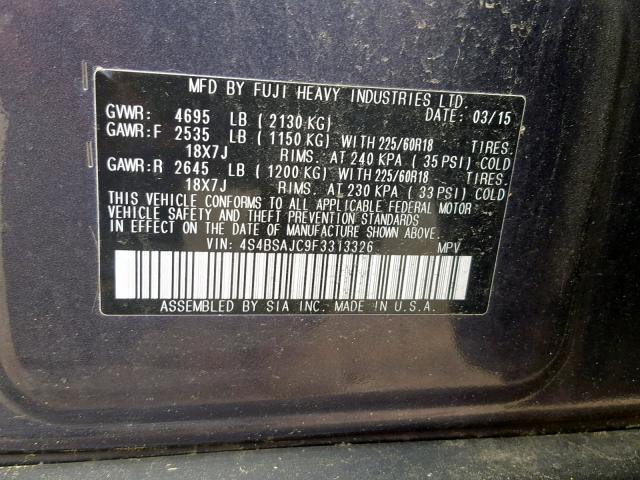 MFD BY FUJI HEAVY INDUSTRIES LTD.
GVWR: 4695 LB ( 2130 KG) DATE: 03/15
GAWR:F 2535 LB ( 1150 KG) WITH 225/60R18 TIRES.
18X7J RIMS. AT 240 KPA ( 35 PSI) COLD
GAWR:R 2645 LB ( 1200 KG) WITH 225/60R18 TIRES.
18X7J RIMS. AT 230 KPA ( 33 PSI) COLD
THIS VEHICLE CONFORMS TO ALL APPLICABLE FEDERAL MOTOR
VEHICLE SAFETY AND THEFT PREVENTION STANDARDS
IN EFFECT ON THE DATE OF MANUFACTURE SHOWN ABOVE.
VIN: 4S4BSAJC9F3313326 MPV
ASSEMBLED BY SIA INC. MADE IN U.S.A.